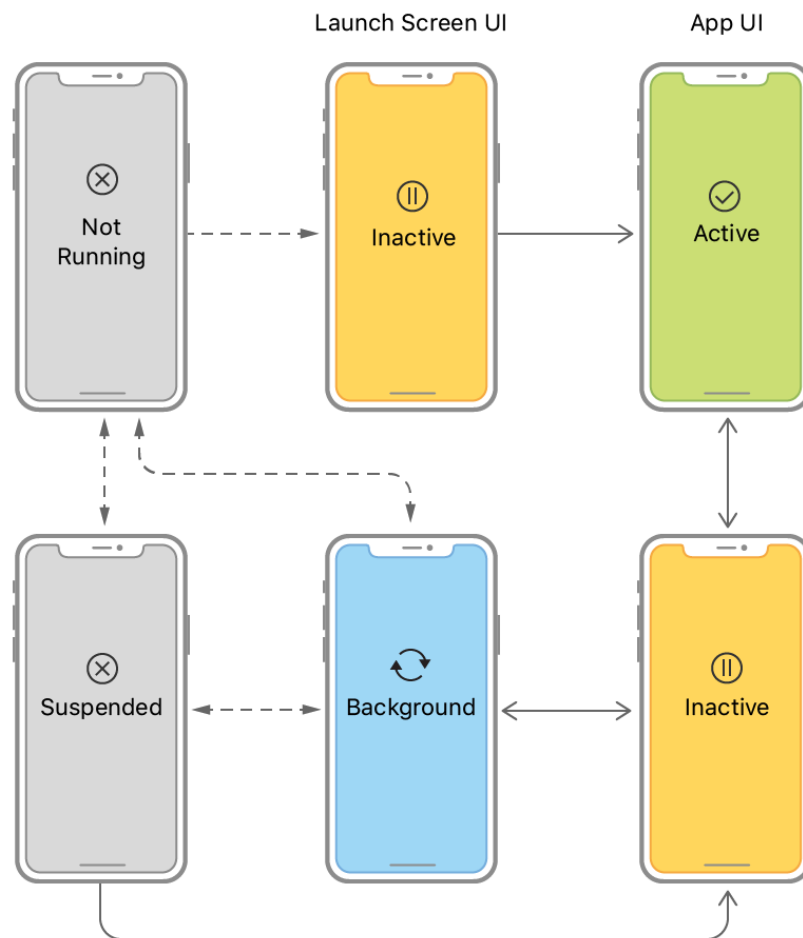 Launch Screen UI
App UI
Not
Running
Inactive
Active
Suspended
Background
Inactive